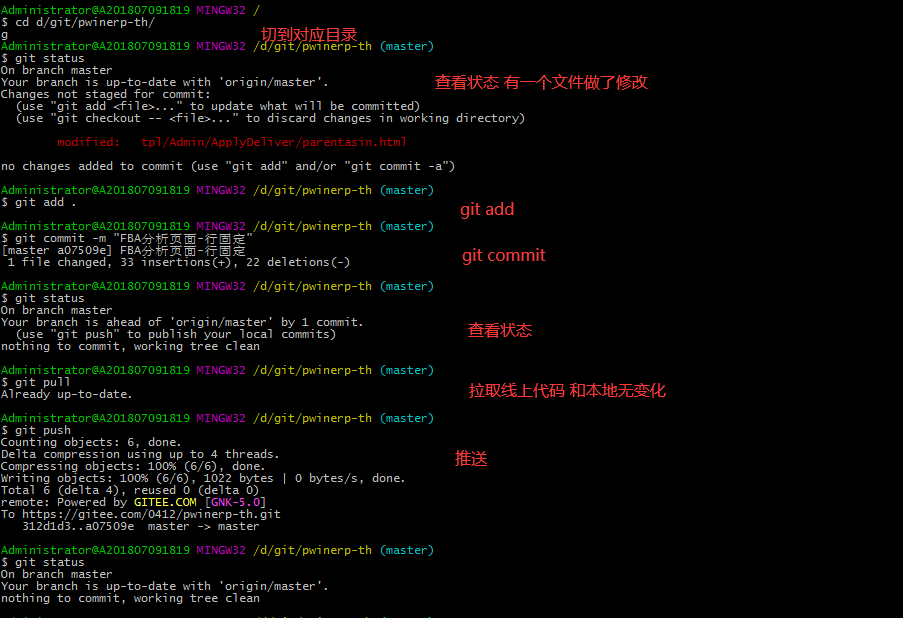 Administrator@A201807091819 MINGW32 /
$ cd d/git/pwinerp-th/
g
切到对应目录
Administrator@A201807091819 MINGW32 /d/git/pwinerp-th (master)
$ git status
On branch master
Your branch is up-to-date with 'origin/master'.
查看状态 有一个文件做了修改
Changes not staged for commit:
  (use "git add <file>..." to update what will be committed)
  (use "git checkout -- <file>..." to discard changes in working directory)
        modified:   tpl/Admin/ApplyDeliver/parentasin.html
no changes added to commit (use "git add" and/or "git commit -a")
Administrator@A201807091819 MINGW32 /d/git/pwinerp-th (master)
$ git add .
git add
Administrator@A201807091819 MINGW32 /d/git/pwinerp-th (master)
$ git commit -m "FBA分析页面-行固定"
[master a07509e] FBA分析页面-行固定
git commit
 1 file changed, 33 insertions(+), 22 deletions(-)
Administrator@A201807091819 MINGW32 /d/git/pwinerp-th (master)
$ git status
On branch master
Your branch is ahead of 'origin/master' by 1 commit.
查看状态
  (use "git push" to publish your local commits)
nothing to commit, working tree clean
Administrator@A201807091819 MINGW32 /d/git/pwinerp-th (master)
$ git pull
拉取线上代码 和本地无变化
Already up-to-date.
Administrator@A201807091819 MINGW32 /d/git/pwinerp-th (master)
$ git push
Counting objects: 6, done.
Delta compression using up to 4 threads.
推送
Compressing objects: 100% (6/6), done.
Writing objects: 100% (6/6), 1022 bytes | 0 bytes/s, done.
Total 6 (delta 4), reused 0 (delta 0)
remote: Powered by GITEE.COM [GNK-5.0]
To https://gitee.com/0412/pwinerp-th.git
   312d1d3..a07509e  master -> master
Administrator@A201807091819 MINGW32 /d/git/pwinerp-th (master)
$ git status
On branch master
Your branch is up-to-date with 'origin/master'.
nothing to commit, working tree clean